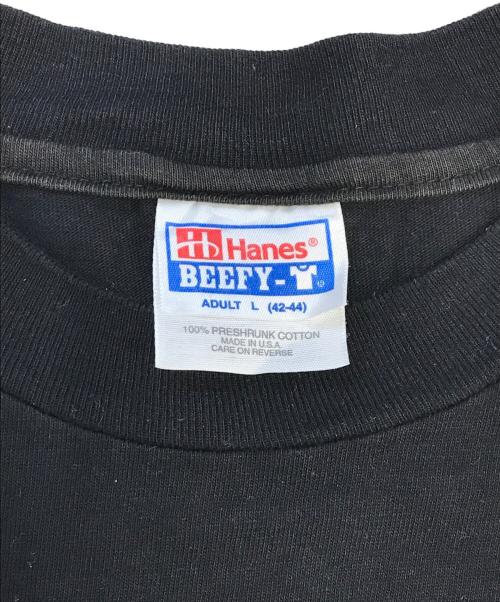 Hanes®
BEEFY-T®
ADULT L (42-44)
100% PRESHRUNK COTTON
MADE IN U.S.A.
CARE ON REVERSE